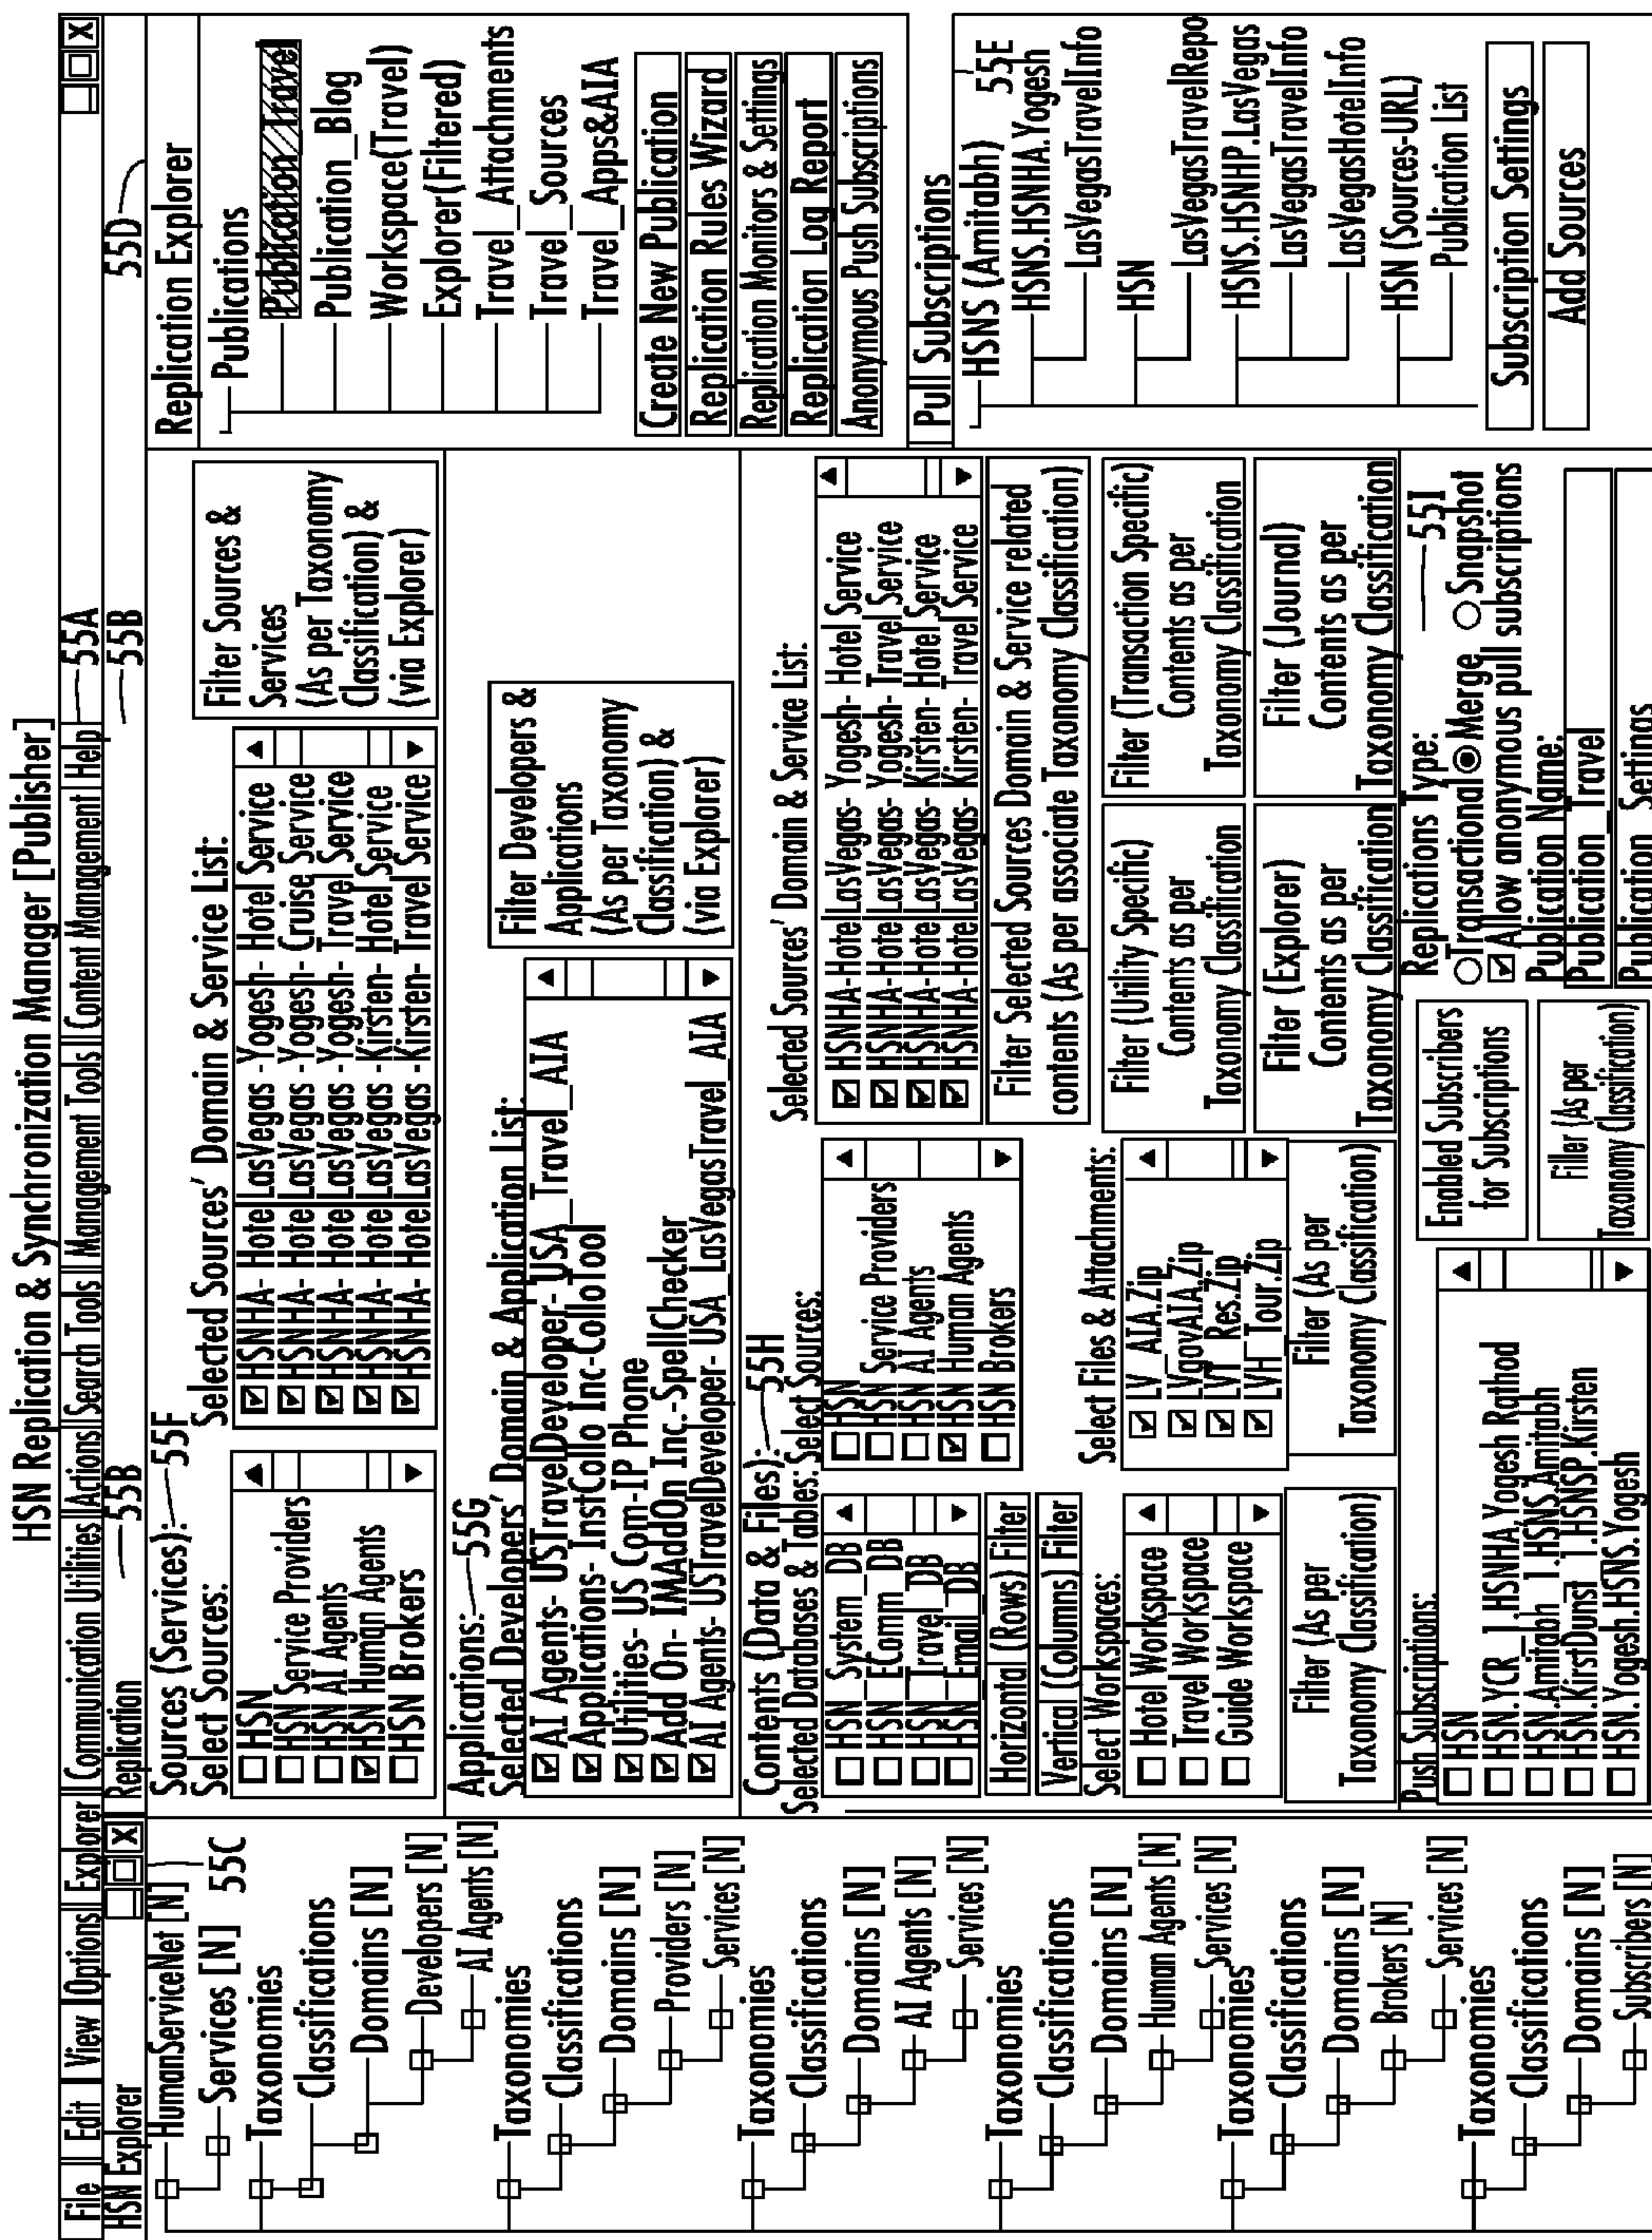 HSN Replication & Synchronization Manager [Publisher]
File Edit View Options Explorer Communication Utilities Actions Search Tools Management Tools Content Management Help
55A
HSN Explorer
Replication
55B
55B
55D
HumanServiceNet [N]
Services [N]
55C
Taxonomies
Classifications
Domains [N]
Developers [N]
AI Agents [N]
Taxonomies
Classifications
Domains [N]
Providers [N]
Services [N]
Taxonomies
Classifications
Domains [N]
AI Agents [N]
Services [N]
Taxonomies
Classifications
Domains [N]
Human Agents [N]
Services [N]
Taxonomies
Classifications
Domains [N]
Brokers [N]
Services [N]
Taxonomies
Classifications
Domains [N]
Subscribers [N]
Sources (Services):
55F
Select Sources:
HSN
HSN Service Providers
HSN AI Agents
HSN Human Agents
HSN Brokers
Selected Sources' Domain & Service List:
HSNHA- HotelLasVegas -Yogesh- Hotel Service
HSNHA- HotelLasVegas -Yogesh- Cruise Service
HSNHA- HotelLasVegas -Yogesh- Travel Service
HSNHA- HotelLasVegas -Kirsten- Hotel Service
HSNHA- HotelLasVegas -Kirsten- Travel Service
Filter Sources &
Services
(As per Taxonomy
Classification) &
(via Explorer)
Applications:
55G
Selected Developers' Domain & Application List:
AI Agents- USTravelDeveloper- USA_Travel_AIA
Applications- InstCollo Inc-ColloTool
Utilities- US Com-IP Phone
Add On- IMAddOn Inc.-SpellChecker
AI Agents- USTravelDeveloper- USA_LasVegasTravel_AIA
Filter Developers &
Applications
(As per Taxonomy
Classification) &
(via Explorer)
Contents (Data & Files):
55H
Selected Databases & Tables:
HSN_System_DB
HSN_EComm_DB
HSN_Travel_DB
HSN_Email_DB
Horizontal (Rows) Filter
Vertical (Columns) Filter
Select Sources:
HSN
HSN Service Providers
HSN AI Agents
HSN Human Agents
HSN Brokers
Selected Sources' Domain & Service List:
HSNHA-HotelLasVegas- Yogesh- Hotel Service
HSNHA-HotelLasVegas- Yogesh- Travel Service
HSNHA-HotelLasVegas- Kirsten- Hotel Service
HSNHA-HotelLasVegas- Kirsten- Travel Service
Filter Selected Sources Domain & Service related
contents (As per associate Taxonomy Classification)
Select Workspaces:
Hotel Workspace
Travel Workspace
Guide Workspace
Filter (As per
Taxonomy Classification)
Select Files & Attachments:
LV_AIA.Zip
LVgovAIA.Zip
LVT_Res.Zip
LVH_Tour.Zip
Filter (As per
Taxonomy Classification)
Filter (Utility Specific)
Contents as per
Taxonomy Classification
Filter (Transaction Specific)
Contents as per
Taxonomy Classification
Filter (Explorer)
Contents as per
Taxonomy Classification
Filter (Journal)
Contents as per
Taxonomy Classification
Push Subscriptions:
HSN
HSN.YCR_1.HSNHA,Yogesh Rathod
HSN.Amitabh_1.HSNS.Amitabh
HSN.KirstDunst_1.HSNSP.Kirsten
HSN.Yogesh.HSNS.Yogesh
Enabled Subscribers
for Subscriptions
Filler (As per
Taxonomy Classification)
Replications Type:
55I
Transactional Merge Snapshot
Allow anonymous pull subscriptions
Publication Name:
Publication_Travel
Publication_Settings
Replication Explorer
Publications
Publication_Travel
Publication_Blog
Workspace(Travel)
Explorer(Filtered)
Travel_Attachments
Travel_Sources
Travel_Apps&AIA
Create New Publication
Replication Rules Wizard
Replication Monitors & Settings
Replication Log Report
Anonymous Push Subscriptions
Pull Subscriptions
HSNS (Amitabh)
55E
HSNS.HSNHA.Yogesh
LasVegasTravelInfo
HSN
LasVegasTravelRepo
HSNS.HSNHP.LasVegas
LasVegasTravelInfo
LasVegasHotelInfo
HSN (Sources-URL)
Publication List
Subscription Settings
Add Sources